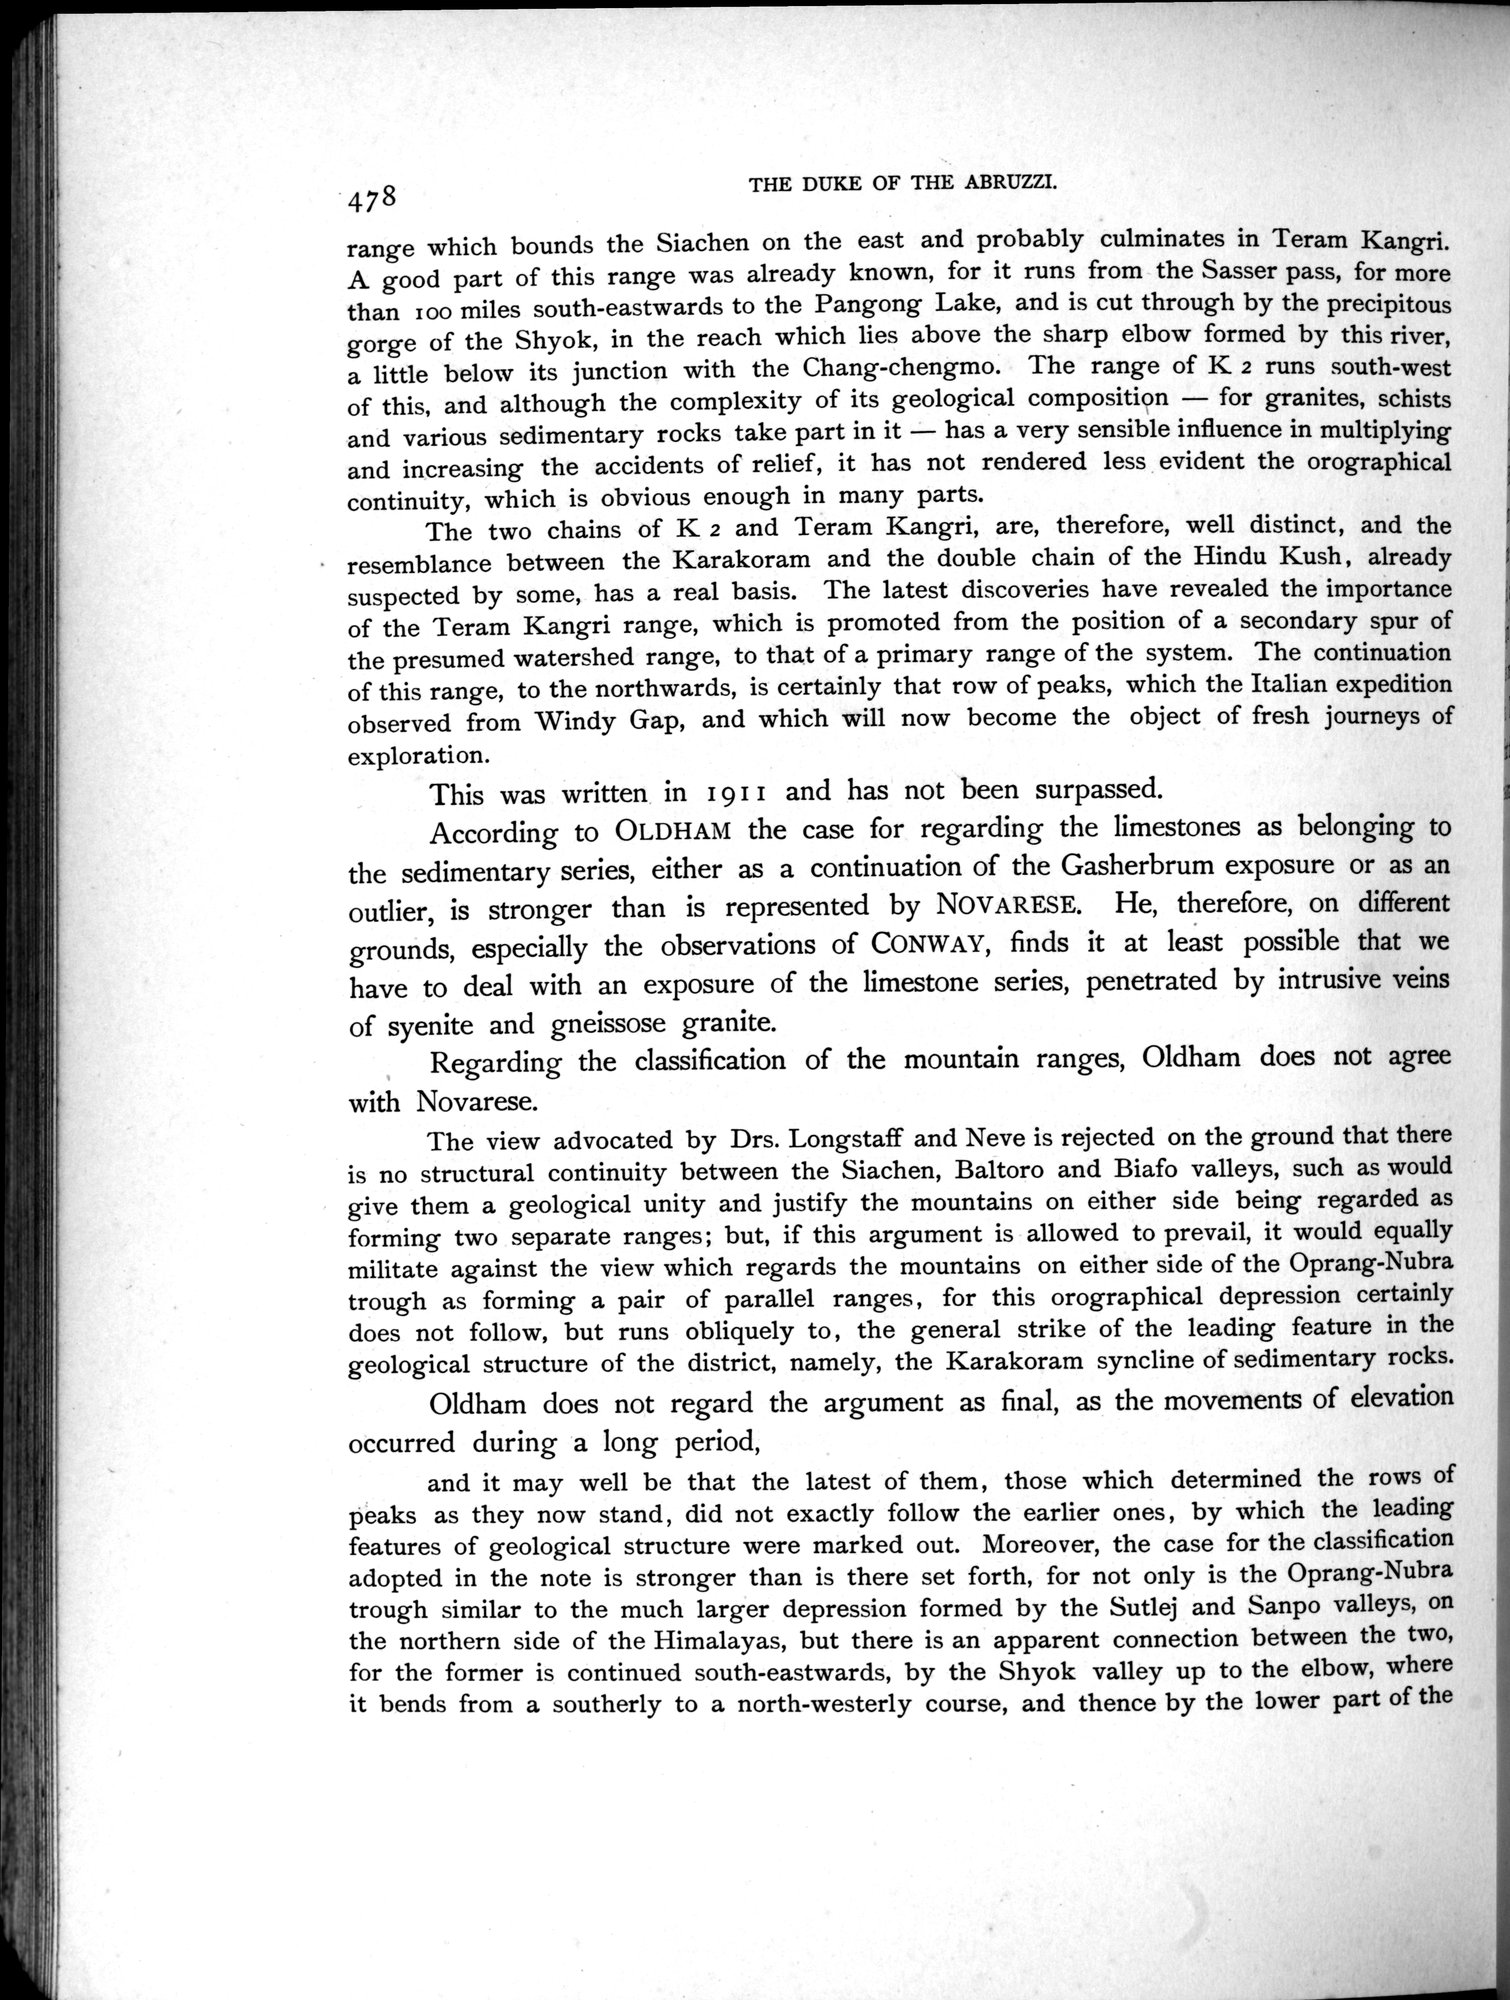 478
THE DUKE OF THE ABRUZZI.
range which bounds the Siachen on the east and probably culminates in Teram Kangri.
A good part of this range was already known, for it runs from the Sasser pass, for more
than 100 miles south-eastwards to the Pangong Lake, and is cut through by the precipitous
gorge of the Shyok, in the reach which lies above the sharp elbow formed by this river,
a little below its junction with the Chang-chengmo. The range of K 2 runs south-west
of this, and although the complexity of its geological composition — for granites, schists
and various sedimentary rocks take part in it — has a very sensible influence in multiplying
and increasing the accidents of relief, it has not rendered less evident the orographical
continuity, which is obvious enough in many parts.
The two chains of K 2 and Teram Kangri, are, therefore, well distinct, and the
resemblance between the Karakoram and the double chain of the Hindu Kush, already
suspected by some, has a real basis. The latest discoveries have revealed the importance
of the Teram Kangri range, which is promoted from the position of a secondary spur of
the presumed watershed range, to that of a primary range of the system. The continuation
of this range, to the northwards, is certainly that row of peaks, which the Italian expedition
observed from Windy Gap, and which will now become the object of fresh journeys of
exploration.
This was written in 1911 and has not been surpassed.
According to OLDHAM the case for regarding the limestones as belonging to
the sedimentary series, either as a continuation of the Gasherbrum exposure or as an
outlier, is stronger than is represented by NOVARESE. He, therefore, on different
grounds, especially the observations of CONWAY, finds it at least possible that we
have to deal with an exposure of the limestone series, penetrated by intrusive veins
of syenite and gneissose granite.
Regarding the classification of the mountain ranges, Oldham does not agree
with Novarese.
The view advocated by Drs. Longstaff and Neve is rejected on the ground that there
is no structural continuity between the Siachen, Baltoro and Biafo valleys, such as would
give them a geological unity and justify the mountains on either side being regarded as
forming two separate ranges; but, if this argument is allowed to prevail, it would equally
militate against the view which regards the mountains on either side of the Oprang-Nubra
trough as forming a pair of parallel ranges, for this orographical depression certainly
does not follow, but runs obliquely to, the general strike of the leading feature in the
geological structure of the district, namely, the Karakoram syncline of sedimentary rocks.
Oldham does not regard the argument as final, as the movements of elevation
occurred during a long period,
and it may well be that the latest of them, those which determined the rows of
peaks as they now stand, did not exactly follow the earlier ones, by which the leading
features of geological structure were marked out. Moreover, the case for the classification
adopted in the note is stronger than is there set forth, for not only is the Oprang-Nubra
trough similar to the much larger depression formed by the Sutlej and Sanpo valleys, on
the northern side of the Himalayas, but there is an apparent connection between the two,
for the former is continued south-eastwards, by the Shyok valley up to the elbow, where
it bends from a southerly to a north-westerly course, and thence by the lower part of the